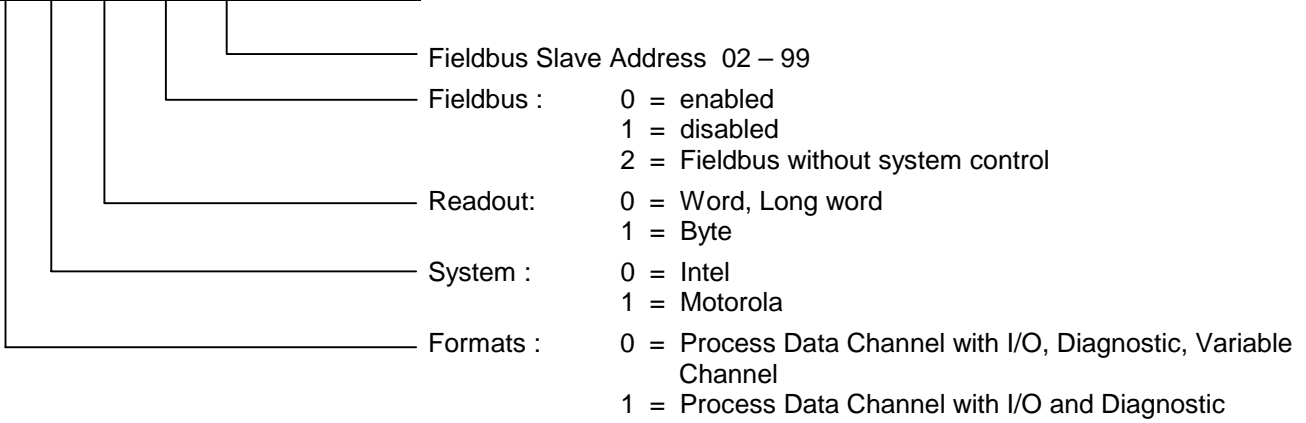 Fieldbus Slave Address 02 – 99
Fieldbus : 0 = enabled
1 = disabled
2 = Fieldbus without system control
Readout: 0 = Word, Long word
1 = Byte
System : 0 = Intel
1 = Motorola
Formats : 0 = Process Data Channel with I/O, Diagnostic, Variable
Channel
1 = Process Data Channel with I/O and Diagnostic